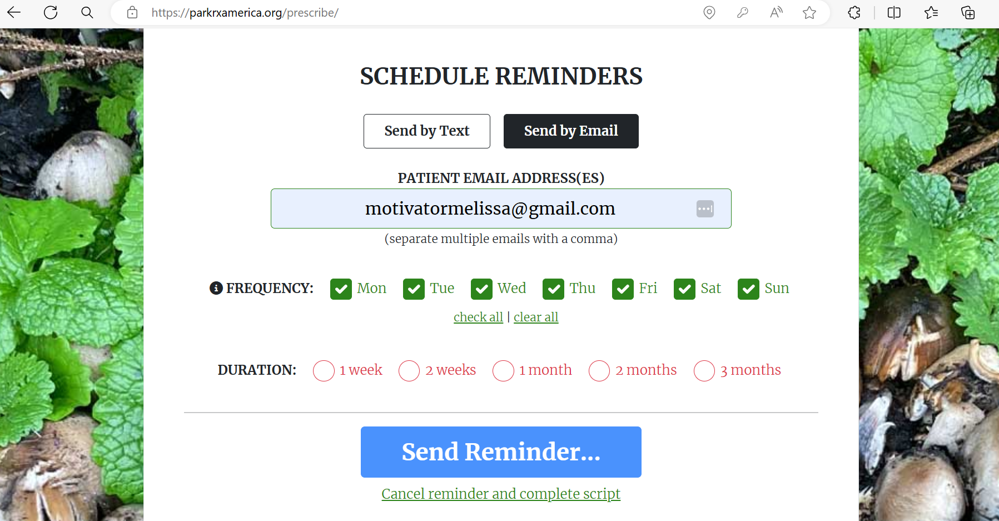 https://parkrxamerica.org/prescribe/
SCHEDULE REMINDERS
Send by Text
Send by Email
PATIENT EMAIL ADDRESS(ES)
motivatormelissa@gmail.com
(separate multiple emails with a comma)
FREQUENCY: Mon Tue Wed Thu Fri Sat Sun
check all | clear all
DURATION: 1 week 2 weeks 1 month 2 months 3 months
Send Reminder...
Cancel reminder and complete script